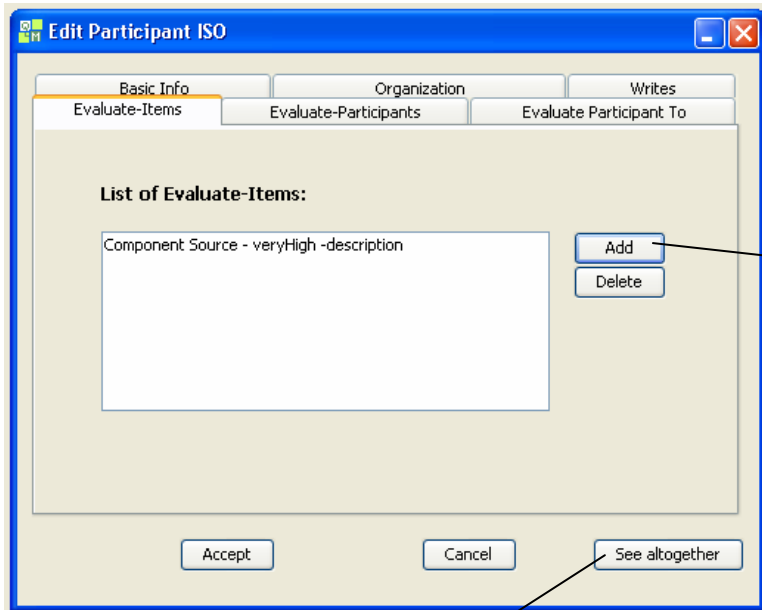 Edit Participant ISO
Basic Info Organization Writes
Evaluate-Items Evaluate-Participants Evaluate Participant To
List of Evaluate-Items:
Component Source - veryHigh -description
Add
Delete
Accept Cancel See altogether